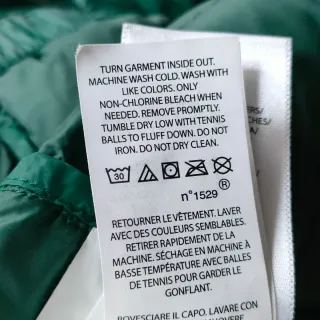 TURN GARMENT INSIDE OUT.
MACHINE WASH COLD. WASH WITH
LIKE COLORS. ONLY
NON-CHLORINE BLEACH WHEN
NEEDED. REMOVE PROMPTLY.
TUMBLE DRY LOW WITH TENNIS
BALLS TO FLUFF DOWN. DO NOT
IRON. DO NOT DRY CLEAN.
30
®
n°1529
RETOURNER LE VÊTEMENT. LAVER
AVEC DES COULEURS SEMBLABLES.
RETIRER RAPIDEMENT DE LA
MACHINE. SÉCHAGE EN MACHINE À
BASSE TEMPÉRATURE AVEC BALLES
DE TENNIS POUR GARDER LE
GONFLANT.
ROVESCIARE IL CAPO. LAVARE CON